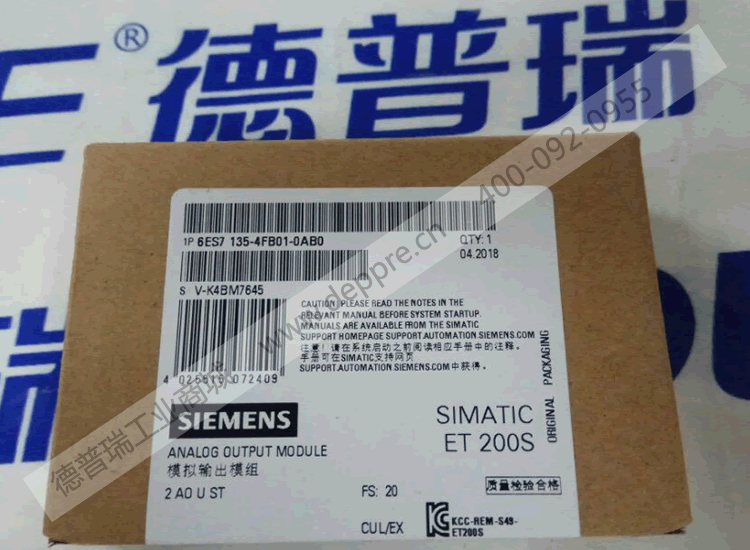 ® 德普瑞
1P 6ES7 135-4FB01-0AB0
QTY: 1
04.2018
S V-K4BM7645
CAUTION! PLEASE READ THE NOTES IN THE
RELEVANT MANUAL BEFORE SYSTEM STARTUP.
MANUALS ARE AVAILABLE FROM THE SIMATIC
SUPPORT HOMEPAGE SUPPORT.AUTOMATION.SIEMENS.COM
注意! 请在系统启动之前阅读相应手册中的注释。
手册可在SIMATIC支持网页
SUPPORT.AUTOMATION.SIEMENS.COM中获得。
ORIGINAL PACKAGING
4 025515 072409
SIEMENS
SIMATIC
ET 200S
ANALOG OUTPUT MODULE
模拟输出模组
2 AO U ST
FS: 20
质量检验合格
CUL/EX
KCC-REM-S49-
ET200S
德普瑞工业商城 www.deppre.cn 400-092-0955